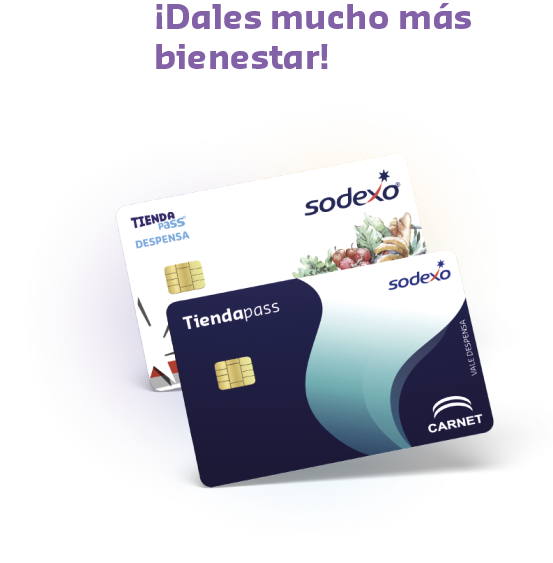 ¡Dales mucho más
bienestar!
TIENDA
pass
DESPENSA
sodexo®
Tiendapass
sodexo
VALE DESPENSA
CARNET